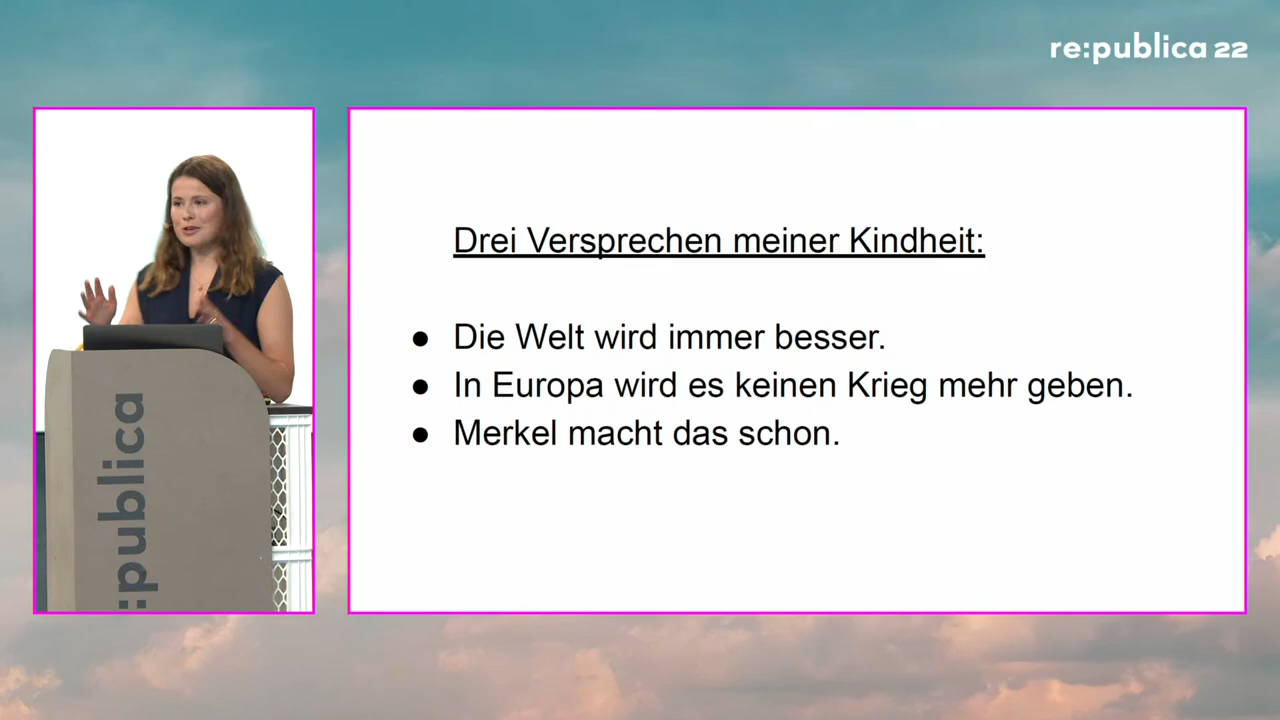 re:publica 22
Drei Versprechen meiner Kindheit:
● Die Welt wird immer besser.
● In Europa wird es keinen Krieg mehr geben.
● Merkel macht das schon.
:publica